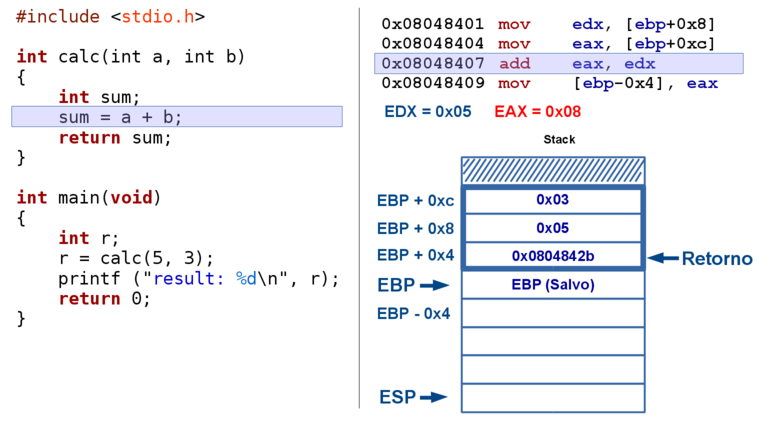 #include <stdio.h>
int calc(int a, int b)
{
int sum;
sum = a + b;
return sum;
}
int main(void)
{
int r;
r = calc(5, 3);
printf ("result: %d\n", r);
return 0;
}
0x08048401 mov edx, [ebp+0x8]
0x08048404 mov eax, [ebp+0xc]
0x08048407 add eax, edx
0x08048409 mov [ebp-0x4], eax
EDX = 0x05 EAX = 0x08
Stack
EBP + 0xc 0x03
EBP + 0x8 0x05
EBP + 0x4 0x0804842b Retorno
EBP EBP (Salvo)
EBP - 0x4
ESP